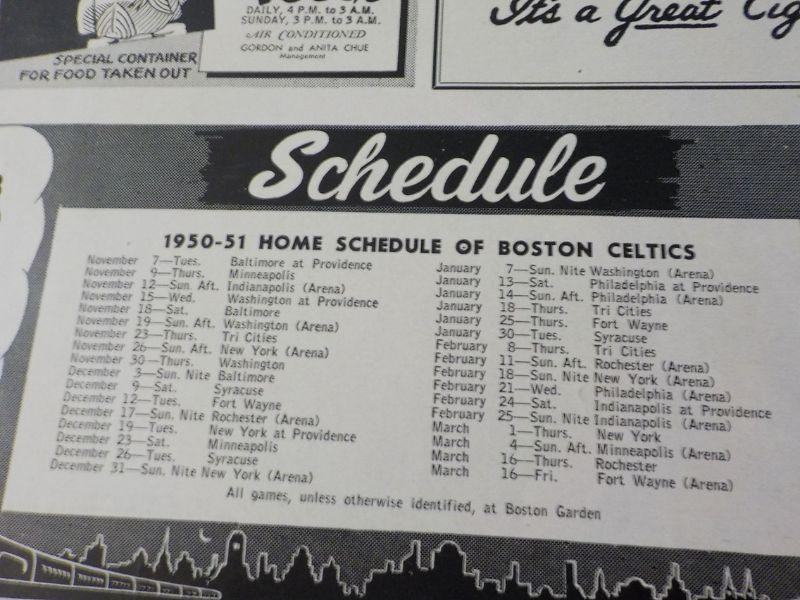 DAILY, 4 P.M. to 3 A.M.
SUNDAY, 3 P.M. to 3 A.M.
AIR CONDITIONED
GORDON and ANITA CHUE
Management
SPECIAL CONTAINER
FOR FOOD TAKEN OUT
It's a Great Cig
Schedule
1950-51 HOME SCHEDULE OF BOSTON CELTICS
November 7—Tues. Baltimore at Providence
November 9—Thurs. Minneapolis
November 12—Sun. Aft. Indianapolis (Arena)
November 15—Wed. Washington at Providence
November 18—Sat. Baltimore
November 19—Sun. Aft. Washington (Arena)
November 23—Thurs. Tri Cities
November 26—Sun. Aft. New York (Arena)
November 30—Thurs. Washington
December 3—Sun. Nite Baltimore
December 9—Sat. Syracuse
December 12—Tues. Fort Wayne
December 17—Sun. Nite Rochester (Arena)
December 19—Tues. New York at Providence
December 23—Sat. Minneapolis
December 26—Tues. Syracuse
December 31—Sun. Nite New York (Arena)
January 7—Sun. Nite Washington (Arena)
January 13—Sat. Philadelphia at Providence
January 14—Sun. Aft. Philadelphia (Arena)
January 18—Thurs. Tri Cities
January 25—Thurs. Fort Wayne
January 30—Tues. Syracuse
February 8—Thurs. Tri Cities
February 11—Sun. Aft. Rochester (Arena)
February 18—Sun. Nite New York (Arena)
February 21—Wed. Philadelphia (Arena)
February 24—Sat. Indianapolis at Providence
February 25—Sun. Nite Indianapolis (Arena)
March 1—Thurs. New York
March 4—Sun. Aft. Minneapolis (Arena)
March 16—Thurs. Rochester
March 16—Fri. Fort Wayne (Arena)
All games, unless otherwise identified, at Boston Garden